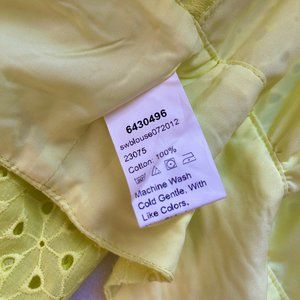 6430496
swblouse072012
23075
Cotton 100%
Machine Wash
Cold Gentle, With
Like Colors,